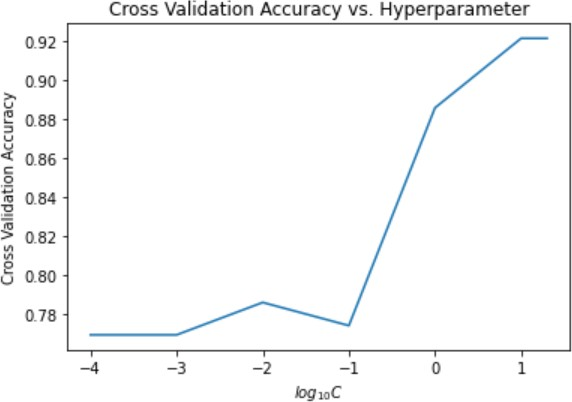 Cross Validation Accuracy vs. Hyperparameter
Cross Validation Accuracy
0.92
0.90
0.88
0.86
0.84
0.82
0.80
0.78
−4 −3 −2 −1 0 1
log₁₀C